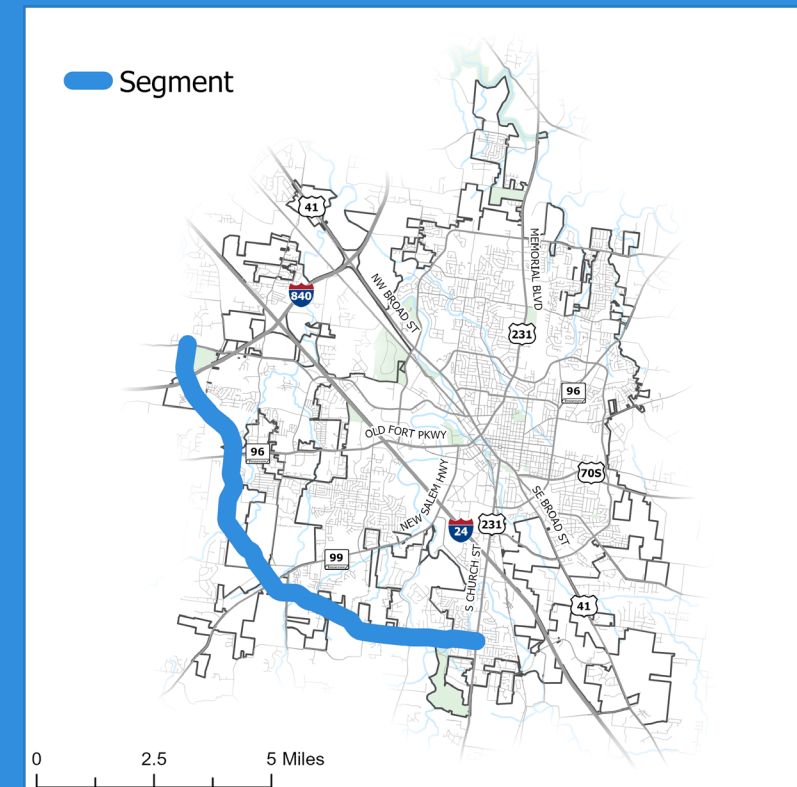 Segment
41
MEMORIAL BLVD
840
NW BROAD ST
231
96
OLD FORT PKWY
96
70S
NEW SALEM HWY
SE BROAD ST
24
231
99
S CHURCH ST
41
0 2.5 5 Miles